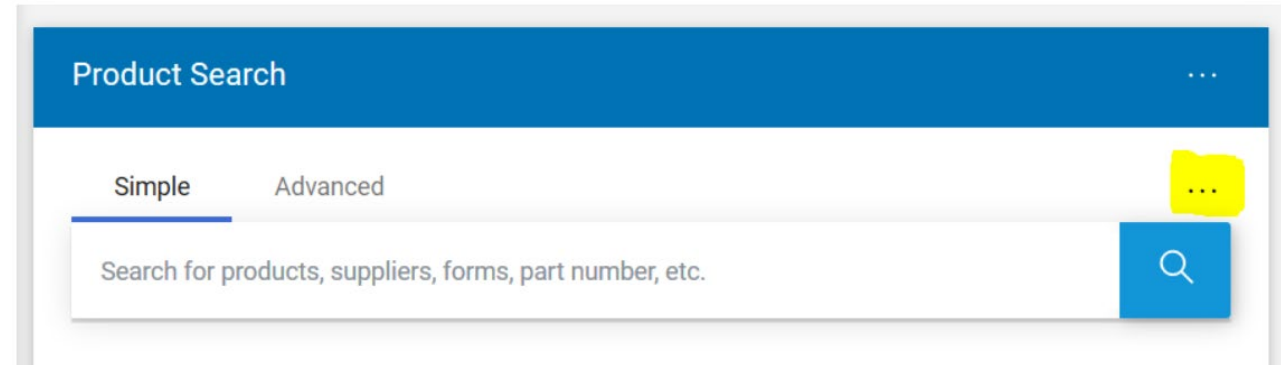 Product Search ...
Simple Advanced ...
Search for products, suppliers, forms, part number, etc.